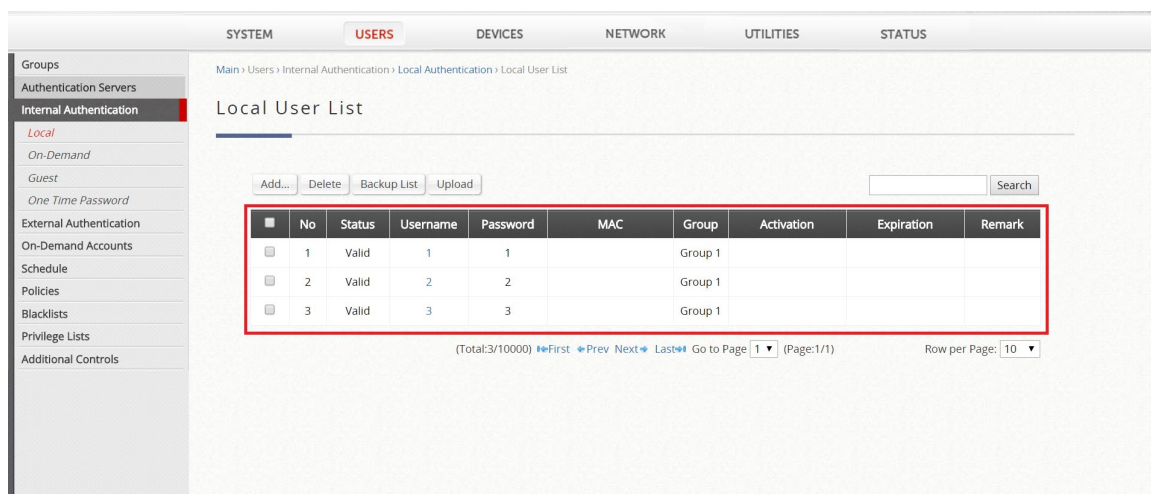 SYSTEM USERS DEVICES NETWORK UTILITIES STATUS
Groups
Authentication Servers
Internal Authentication
Local
On-Demand
Guest
One Time Password
External Authentication
On-Demand Accounts
Schedule
Policies
Blacklists
Privilege Lists
Additional Controls
Main › Users › Internal Authentication › Local Authentication › Local User List
Local User List
Add... Delete Backup List Upload Search
No Status Username Password MAC Group Activation Expiration Remark
1 Valid 1 1 Group 1
2 Valid 2 2 Group 1
3 Valid 3 3 Group 1
(Total:3/10000) First Prev Next Last Go to Page 1 (Page:1/1) Row per Page: 10